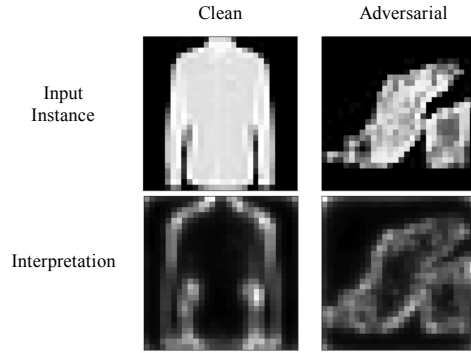 Clean
Adversarial
Input
Instance
Interpretation